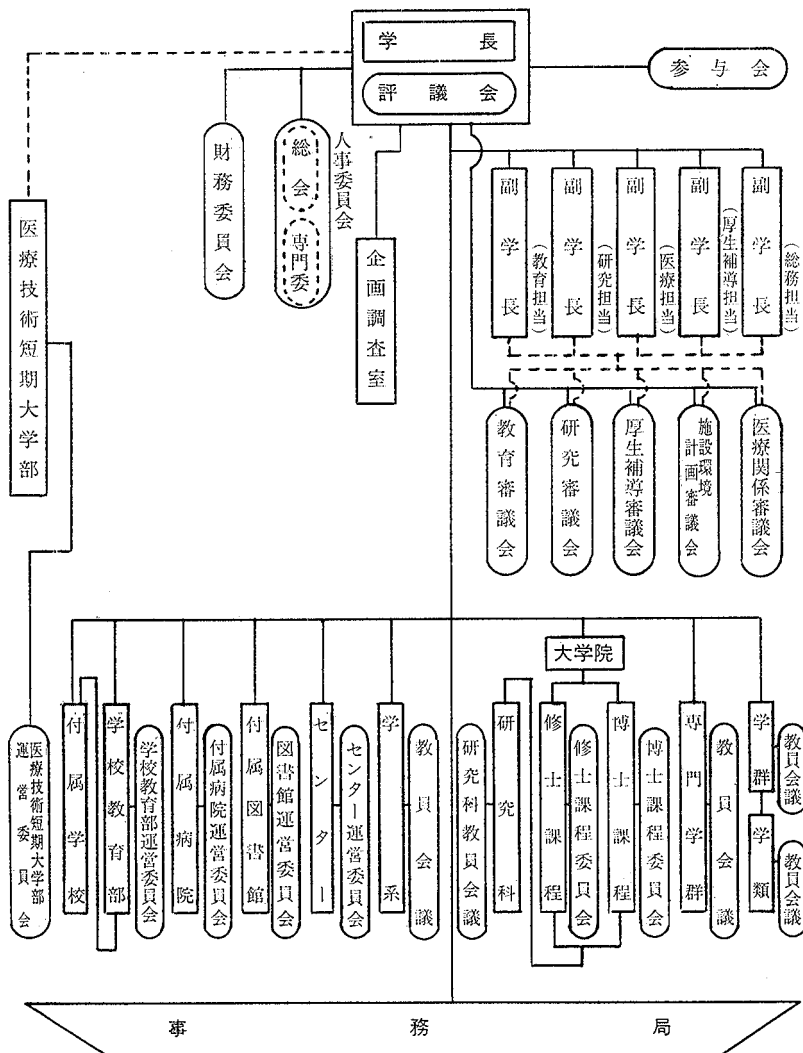 学長
評議会
参与会
財務委員会
人事委員会
総会
専門委
企画調査室
副学長
(教育担当)
副学長
(研究担当)
副学長
(医療担当)
副学長
(厚生補導担当)
副学長
(総務担当)
医療技術短期大学部
教育審議会
研究審議会
厚生補導審議会
施設環境
計画審議会
医療関係審議会
大学院
医療技術短期大学部
運営委員会
付属学校
学校教育部
学校教育部運営委員会
付属病院
付属病院運営委員会
付属図書館
図書館運営委員会
センター
センター運営委員会
学系
教員会議
研究科教員会議
研究科
修士課程
修士課程委員会
博士課程
博士課程委員会
専門学群
教員会議
学群
教員会議
学類
教員会議
事務局